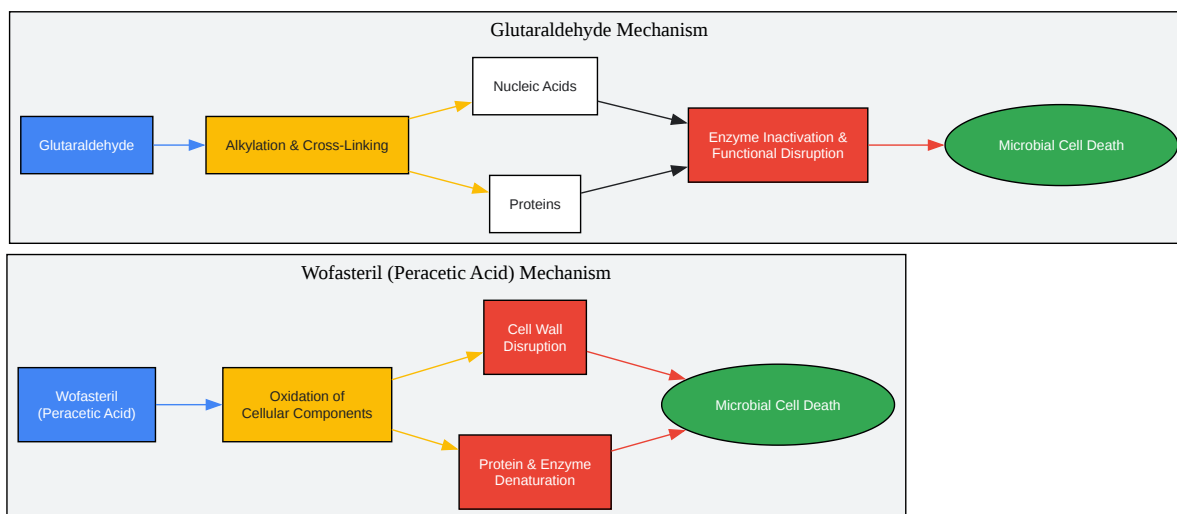 Glutaraldehyde Mechanism
Nucleic Acids
Glutaraldehyde
Alkylation & Cross-Linking
Enzyme Inactivation &
Functional Disruption
Microbial Cell Death
Proteins
Wofasteril (Peracetic Acid) Mechanism
Cell Wall
Disruption
Wofasteril
(Peracetic Acid)
Oxidation of
Cellular Components
Microbial Cell Death
Protein & Enzyme
Denaturation